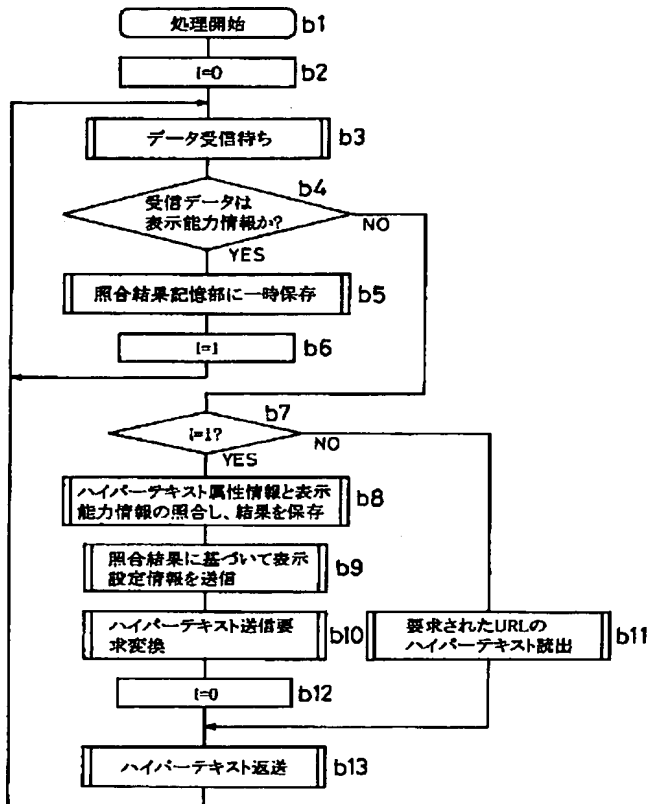 処理開始 b1
i=0 b2
データ受信待ち b3
b4
受信データは
表示能力情報か?
NO
YES
照合結果記憶部に一時保存 b5
i=1 b6
b7
i=1?
NO
YES
ハイパーテキスト属性情報と表示
能力情報の照合し、結果を保存 b8
照合結果に基づいて表示
設定情報を送信 b9
ハイパーテキスト送信要
求変換 b10
要求されたURLの
ハイパーテキスト読出 b11
i=0 b12
ハイパーテキスト返送 b13